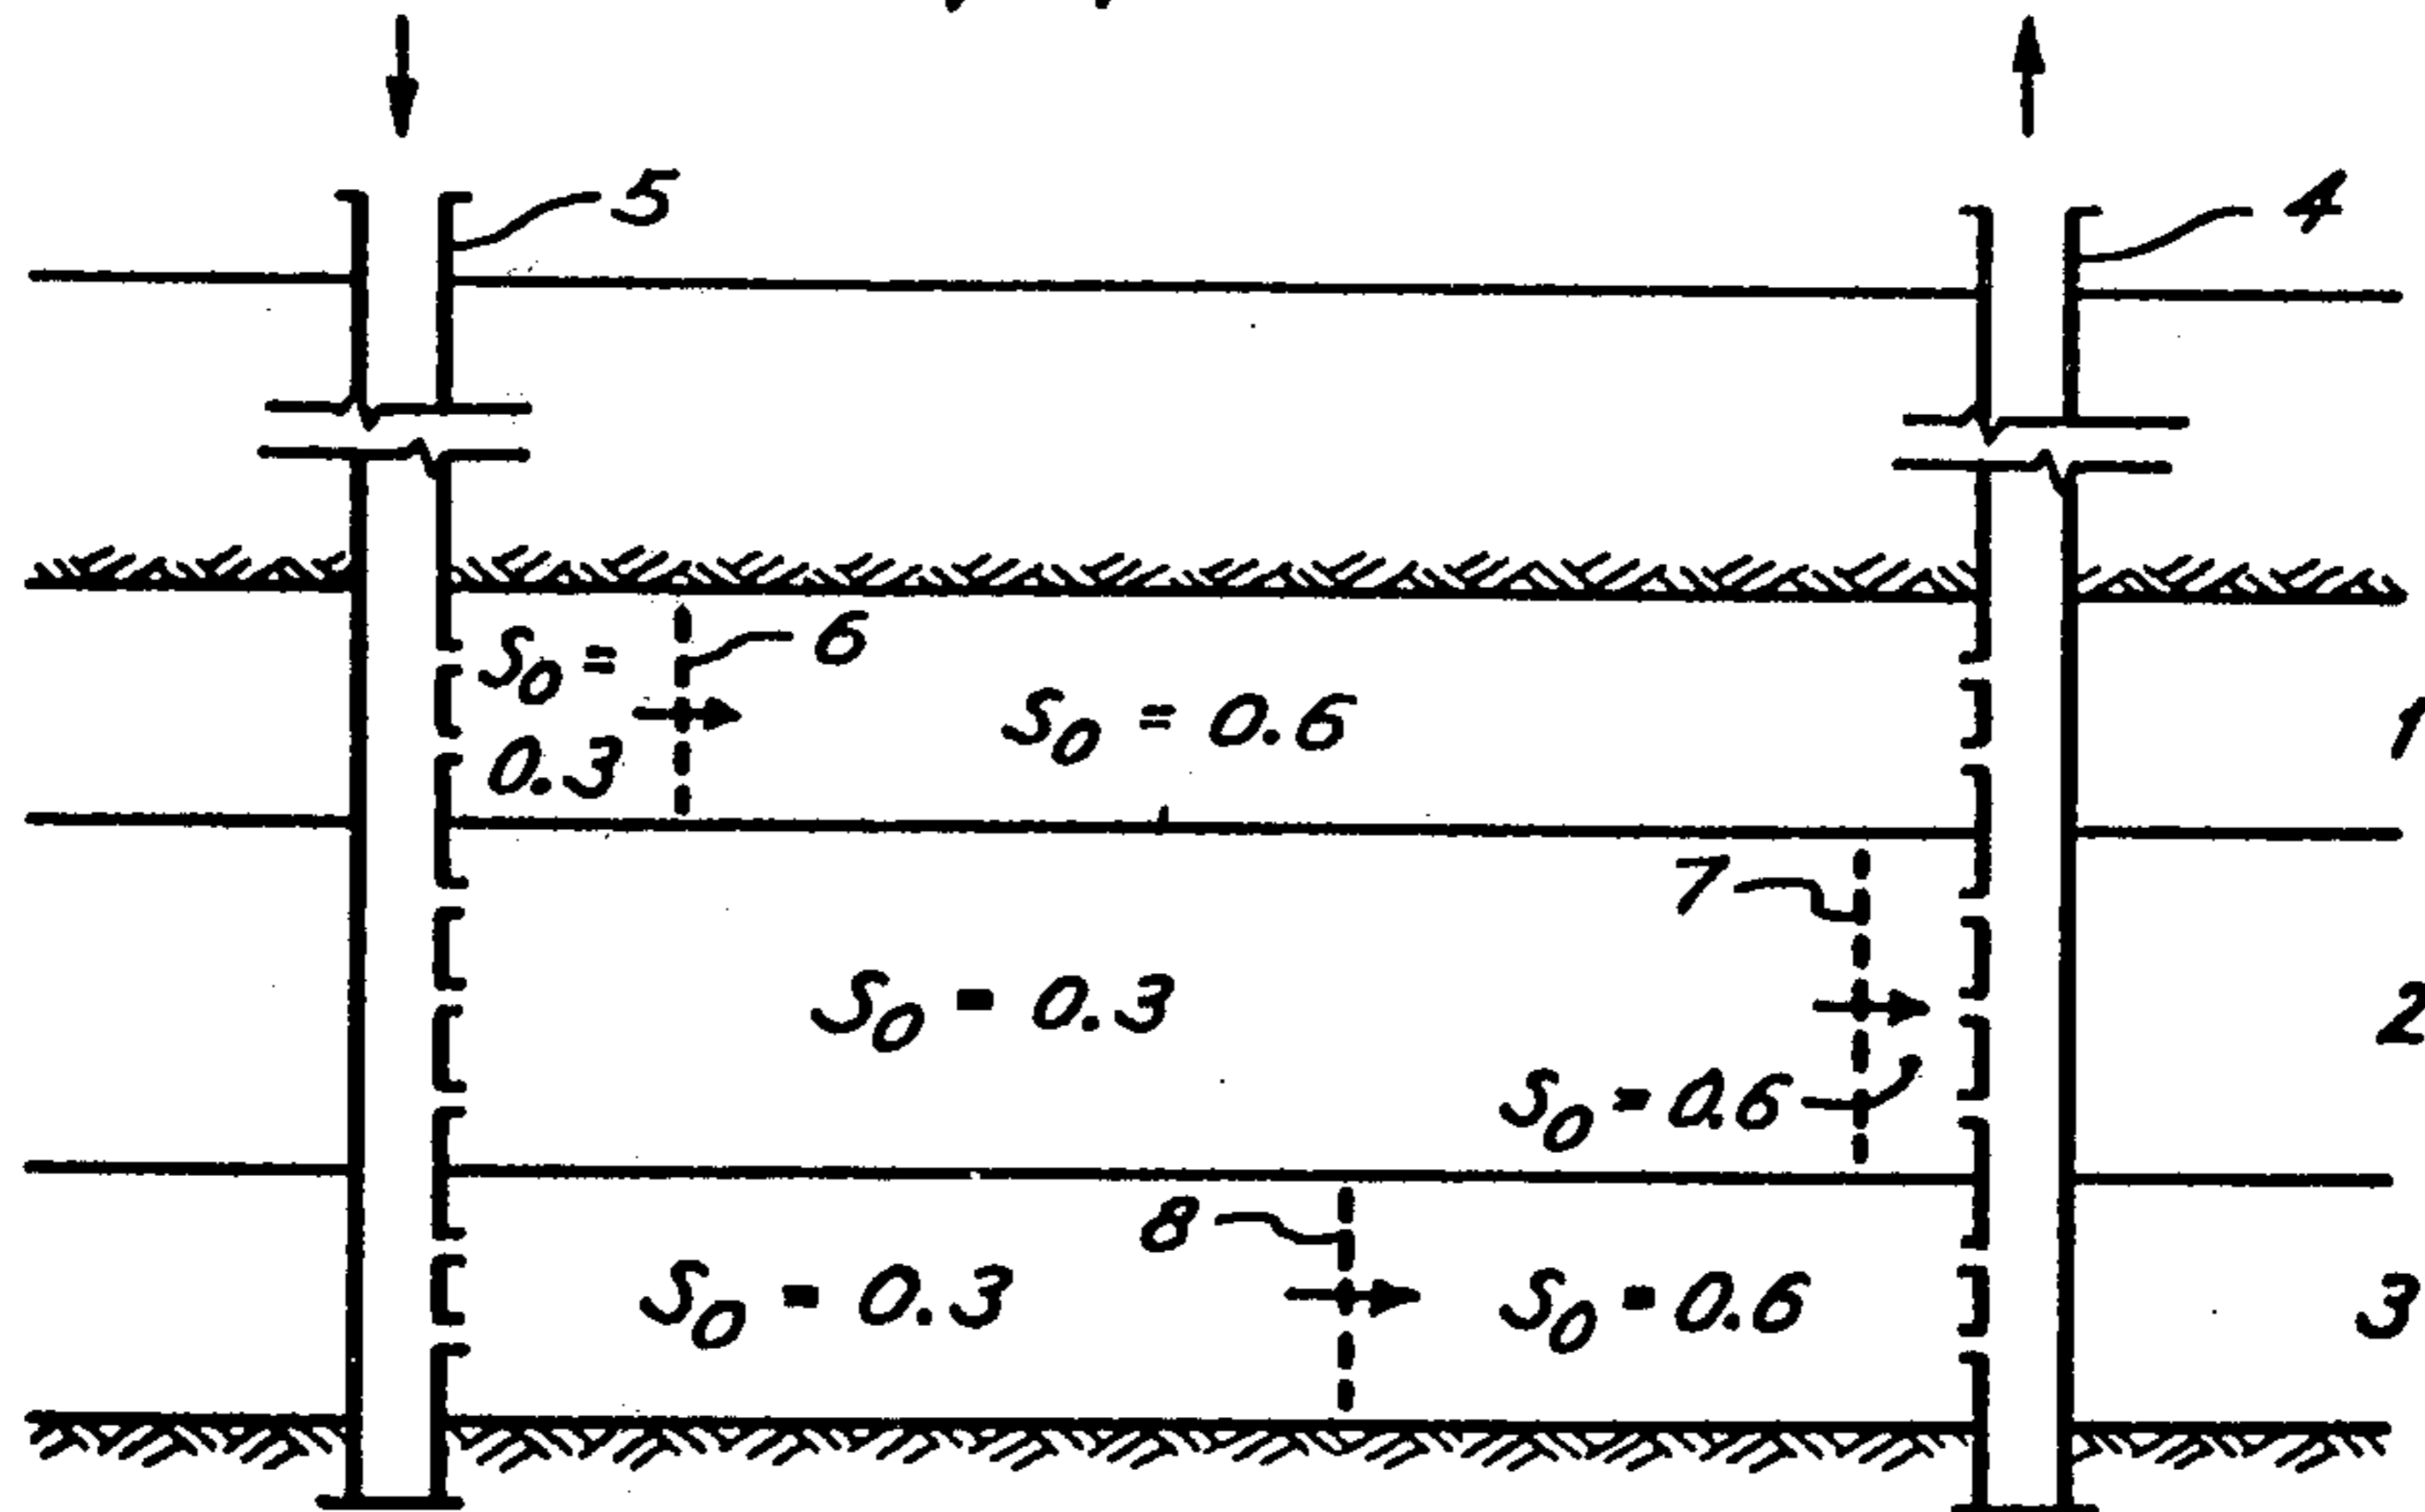 5
4
S₀ =
0.3
6
S₀ = 0.6
1
7
S₀ = 0.3
2
S₀ = 0.6
8
S₀ = 0.3
S₀ = 0.6
3